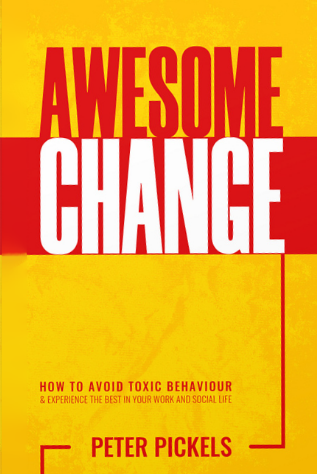 AWESOME
CHANGE
HOW TO AVOID TOXIC BEHAVIOUR
& EXPERIENCE THE BEST IN YOUR WORK AND SOCIAL LIFE
PETER PICKELS